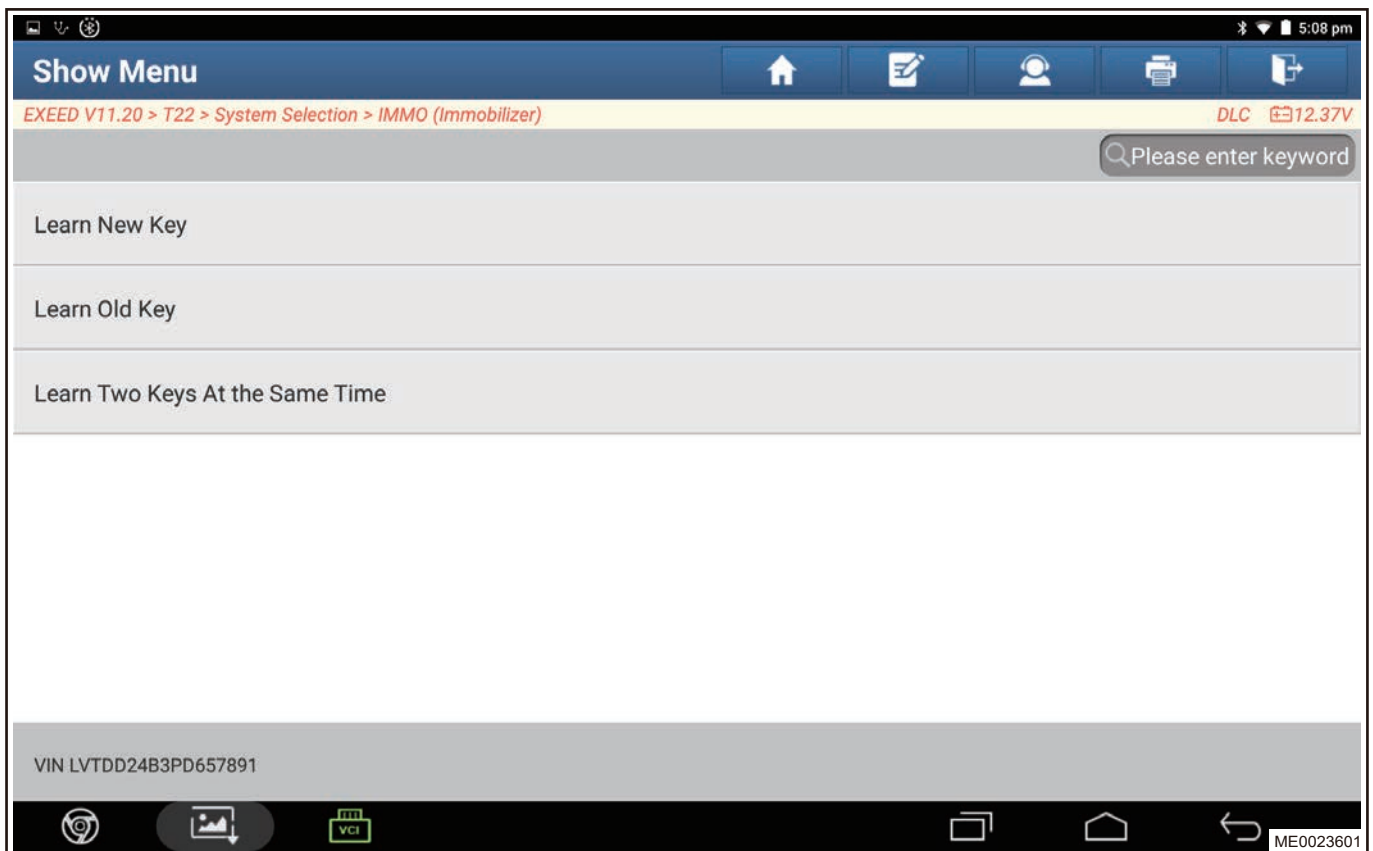 5:08 pm
Show Menu
EXEED V11.20 > T22 > System Selection > IMMO (Immobilizer)
DLC 12.37V
Please enter keyword
Learn New Key
Learn Old Key
Learn Two Keys At the Same Time
VIN LVTDD24B3PD657891
VCI
ME0023601